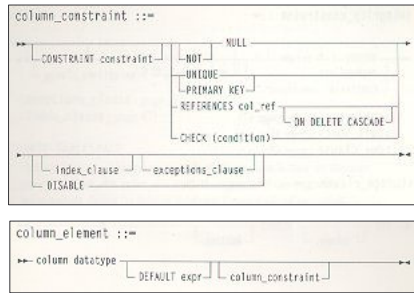 column_constraint ::=
NULL
CONSTRAINT constraint NOT
UNIQUE
PRIMARY KEY
REFERENCES col_ref
ON DELETE CASCADE
CHECK (condition)
index_clause exceptions_clause
DISABLE
column_element ::=
column datatype
DEFAULT expr column_constraint